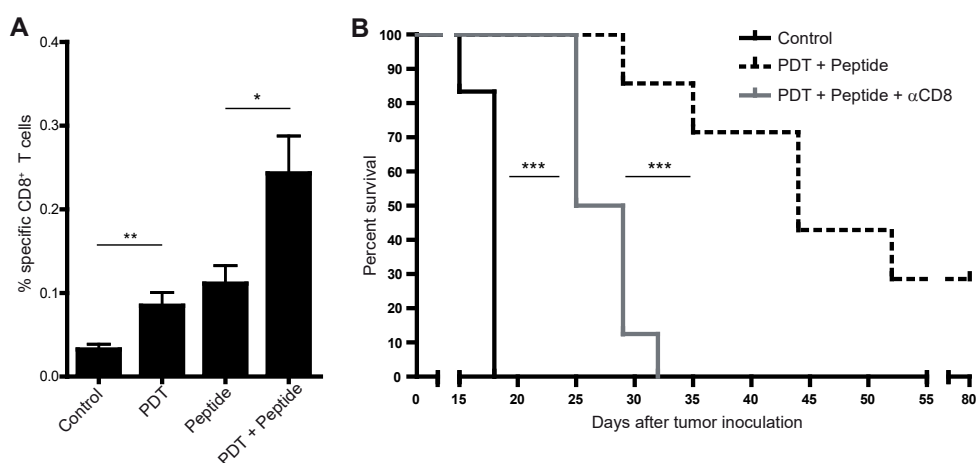 A
0.4
0.3
0.2
0.1
0.0
% specific CD8⁺ T cells
**
*
Control
PDT
Peptide
PDT + Peptide
B
100
90
80
70
60
50
40
30
20
10
0
Percent survival
***
***
Control
PDT + Peptide
PDT + Peptide + αCD8
0 15 20 25 30 35 40 45 50 55 80
Days after tumor inoculation